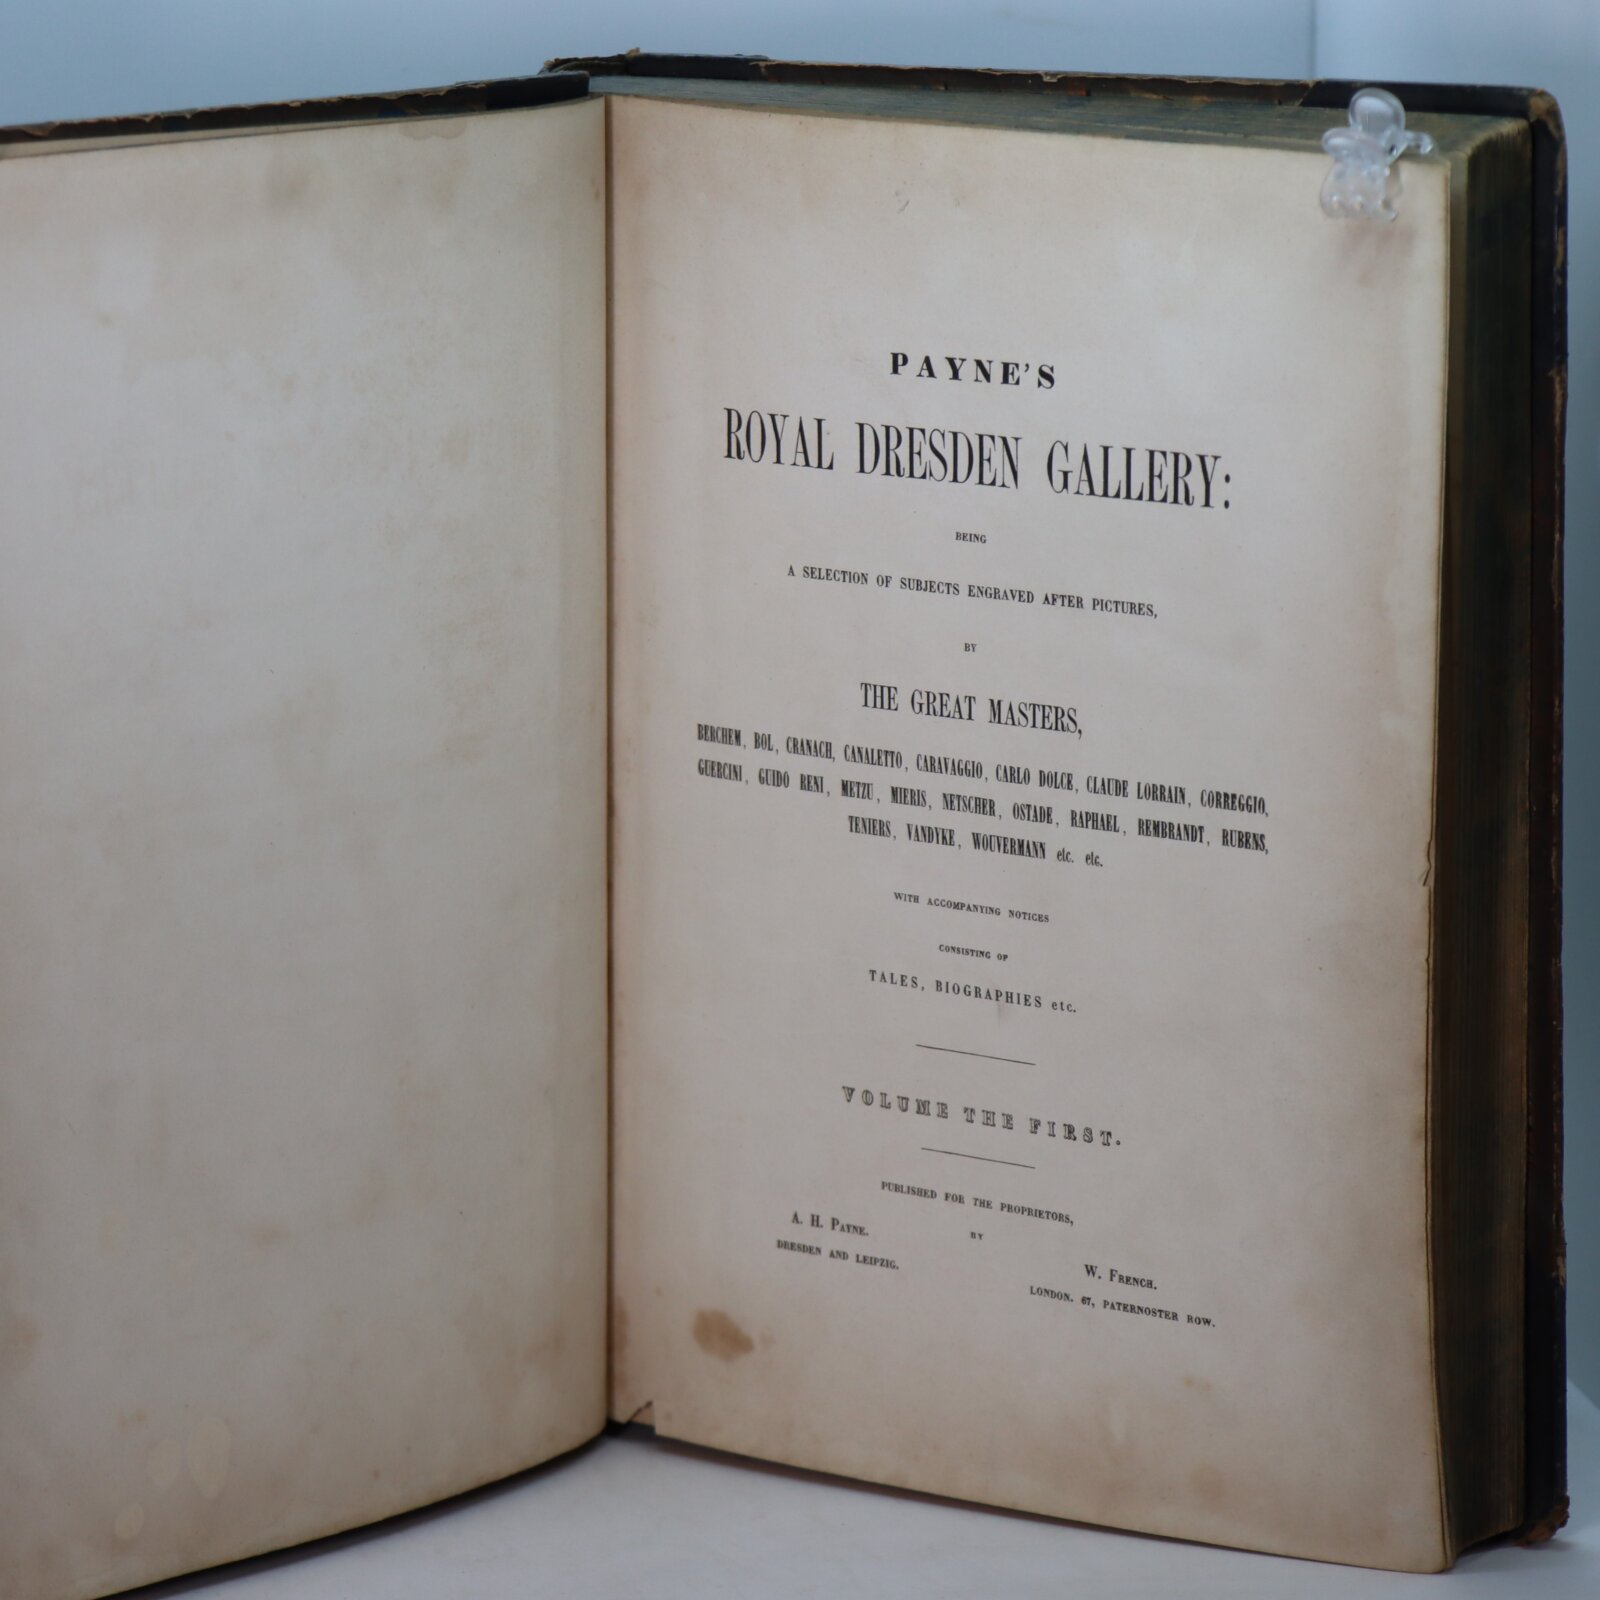 PAYNE'S
ROYAL DRESDEN GALLERY:
BEING
A SELECTION OF SUBJECTS ENGRAVED AFTER PICTURES,
BY
THE GREAT MASTERS,
BERCHEM, BOL, CRANACH, CANALETTO, CARAVAGGIO, CARLO DOLCE, CLAUDE LORRAIN, CORREGGIO,
GUERCINI, GUIDO RENI, METZU, MIERIS, NETSCHER, OSTADE, RAPHAEL, REMBRANDT, RUBENS,
TENIERS, VANDYKE, WOUVERMANN etc. etc.
WITH ACCOMPANYING NOTICES
CONSISTING OF
TALES, BIOGRAPHIES etc.
VOLUME THE FIRST.
PUBLISHED FOR THE PROPRIETORS,
BY
A. H. PAYNE.
DRESDEN AND LEIPZIG.
W. FRENCH.
LONDON. 67, PATERNOSTER ROW.